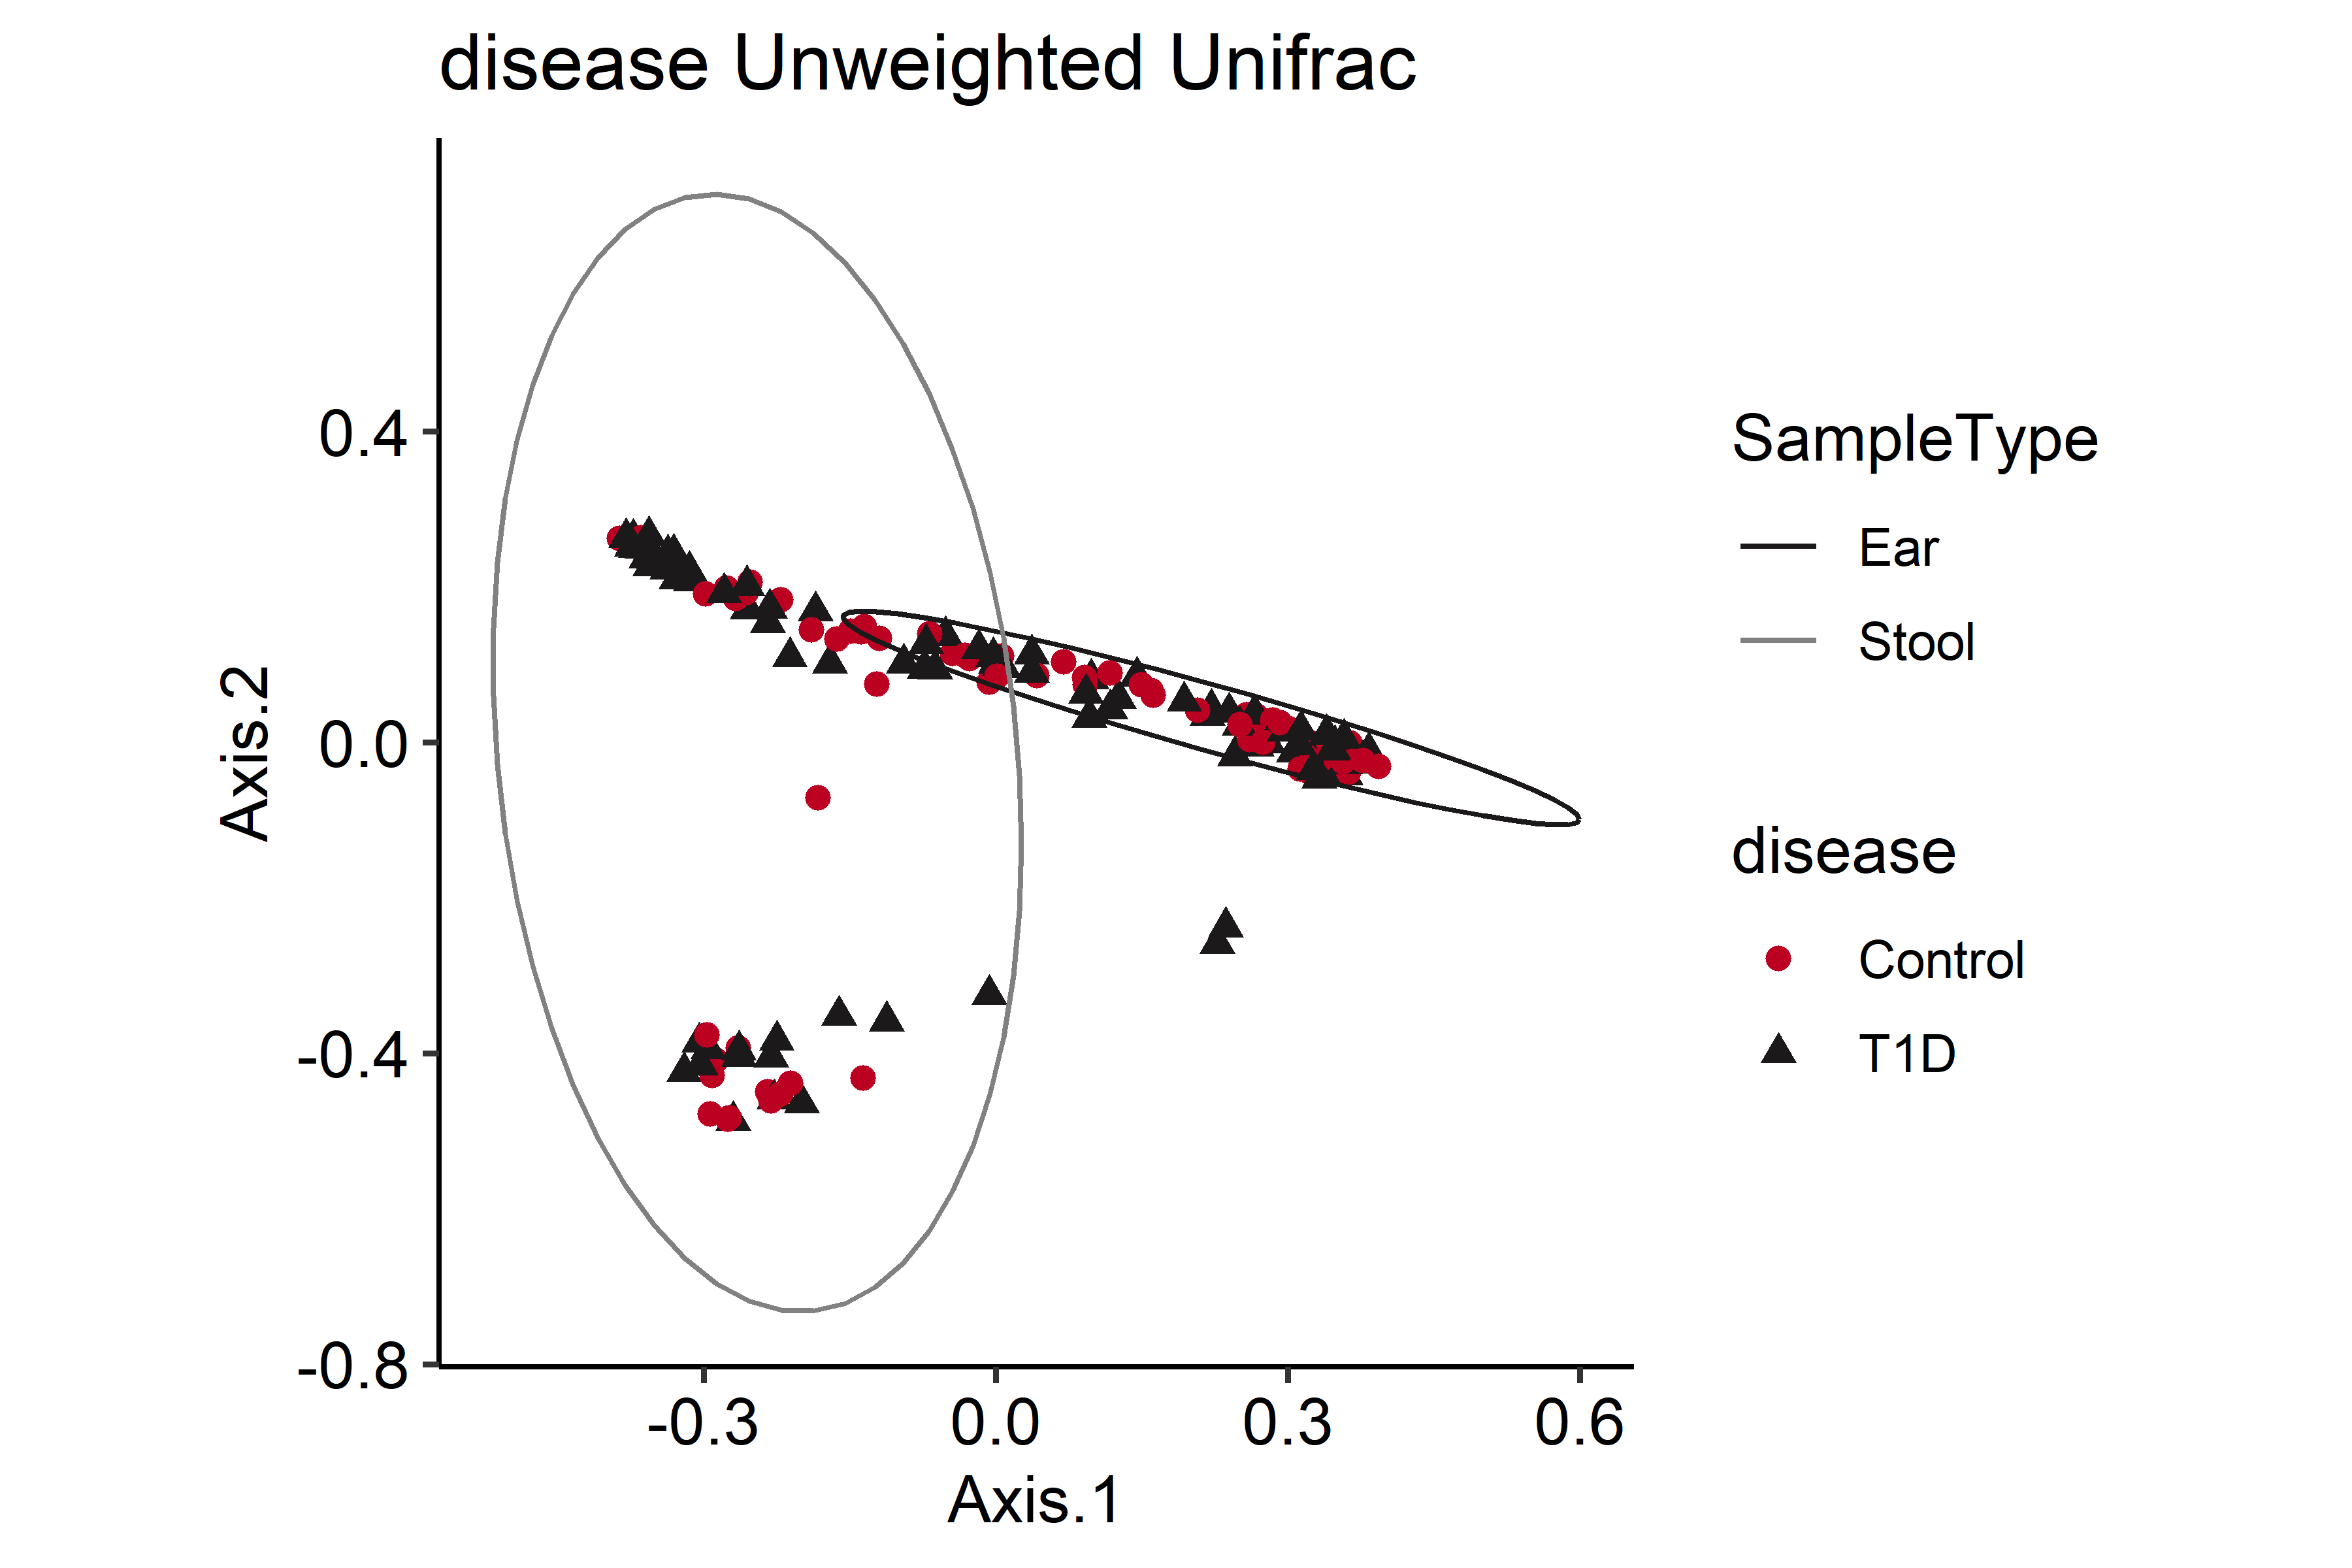 disease Unweighted Unifrac
Axis.2
0.4
0.0
-0.4
-0.8
-0.3
0.0
0.3
0.6
Axis.1
SampleType
Ear
Stool
disease
Control
T1D